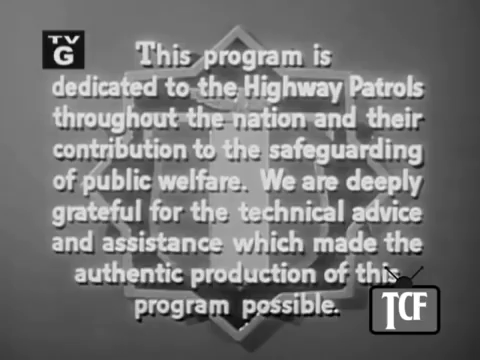 TV
G
This program is
dedicated to the Highway Patrols
throughout the nation and their
contribution to the safeguarding
of public welfare. We are deeply
grateful for the technical advice
and assistance which made the
authentic production of this
program possible.
TCF